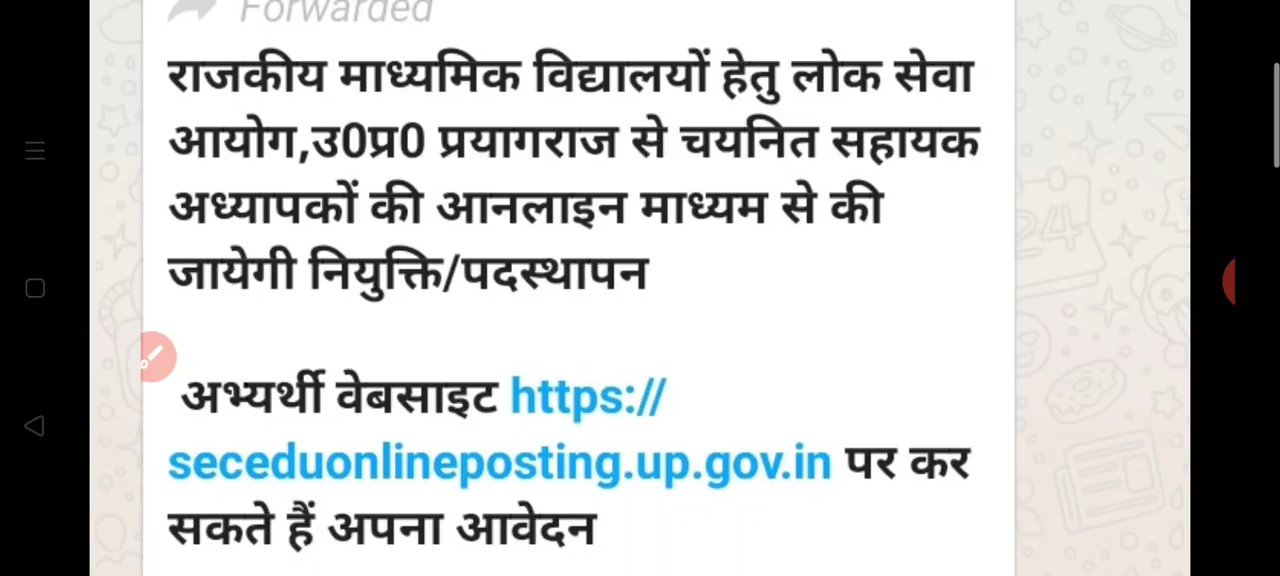 Forwarded
राजकीय माध्यमिक विद्यालयों हेतु लोक सेवा
आयोग,उ0प्र0 प्रयागराज से चयनित सहायक
अध्यापकों की आनलाइन माध्यम से की
जायेगी नियुक्ति/पदस्थापन
अभ्यर्थी वेबसाइट https://
seceduonlineposting.up.gov.in पर कर
सकते हैं अपना आवेदन